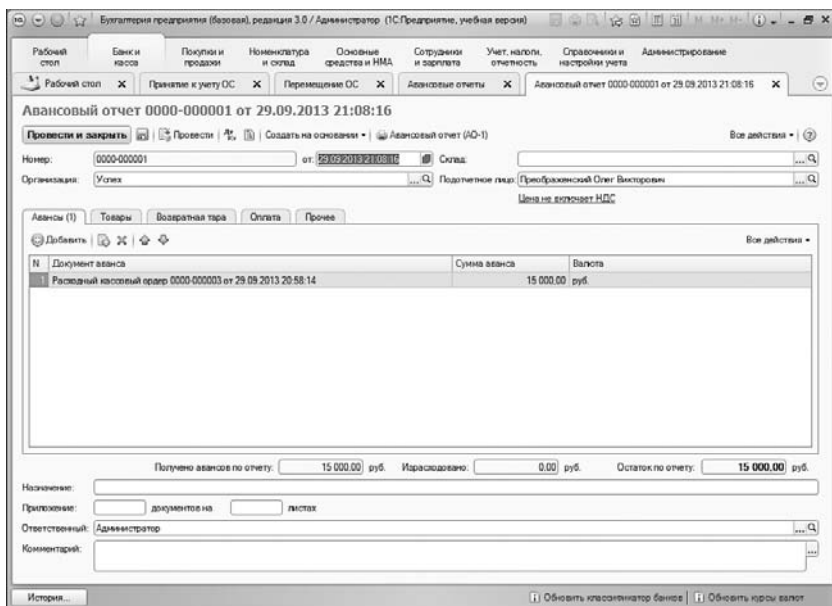 Бухгалтерия предприятия (базовая), редакция 3.0 / Администратор (1С:Предприятие, учебная версия) M M+ M-
Рабочий стол Банк и касса Покупки и продажи Номенклатура и склад Основные средства и НМА Сотрудники и зарплата Учет, налоги, отчетность Справочники и настройки учета Администрирование
Рабочий стол Принятие к учету ОС Перемещение ОС Авансовые отчеты Авансовый отчет 0000-000001 от 29.09.2013 21:08:16
Авансовый отчет 0000-000001 от 29.09.2013 21:08:16
Провести и закрыть Провести Создать на основании Авансовый отчет (АО-1) Все действия
Номер: 0000-000001 от: 29.09.2013 21:08:16 Склад: ...
Организация: Успех ... Подотчетное лицо: Преображенский Олег Викторович ...
Цена не включает НДС
Авансы (1) Товары Возвратная тара Оплата Прочее
Добавить Все действия
N Документ аванса Сумма аванса Валюта
1 Расходный кассовый ордер 0000-000003 от 29.09.2013 20:58:14 15 000,00 руб.
Получено авансов по отчету: 15 000,00 руб. Израсходовано: 0,00 руб. Остаток по отчету: 15 000,00 руб.
Назначение:
Приложение: документов на листах
Ответственный: Администратор ...
Комментарий: ...
История... Обновить классификатор банков Обновить курсы валют